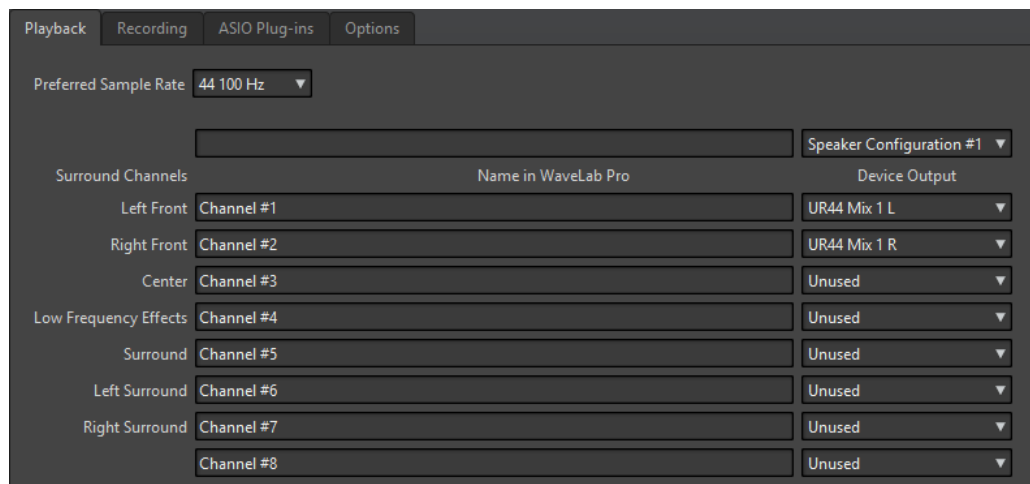 Playback Recording ASIO Plug-ins Options
Preferred Sample Rate 44 100 Hz
Speaker Configuration #1
Surround Channels Name in WaveLab Pro Device Output
Left Front Channel #1 UR44 Mix 1 L
Right Front Channel #2 UR44 Mix 1 R
Center Channel #3 Unused
Low Frequency Effects Channel #4 Unused
Surround Channel #5 Unused
Left Surround Channel #6 Unused
Right Surround Channel #7 Unused
Channel #8 Unused